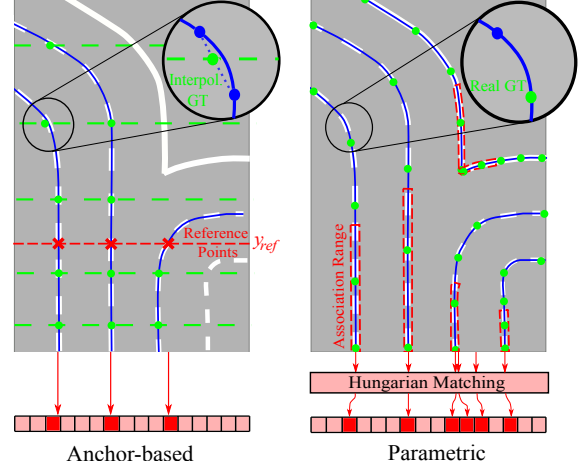 Interpol.
GT
Reference
Points
y_ref
Anchor-based
Real GT
Association Range
Hungarian Matching
Parametric